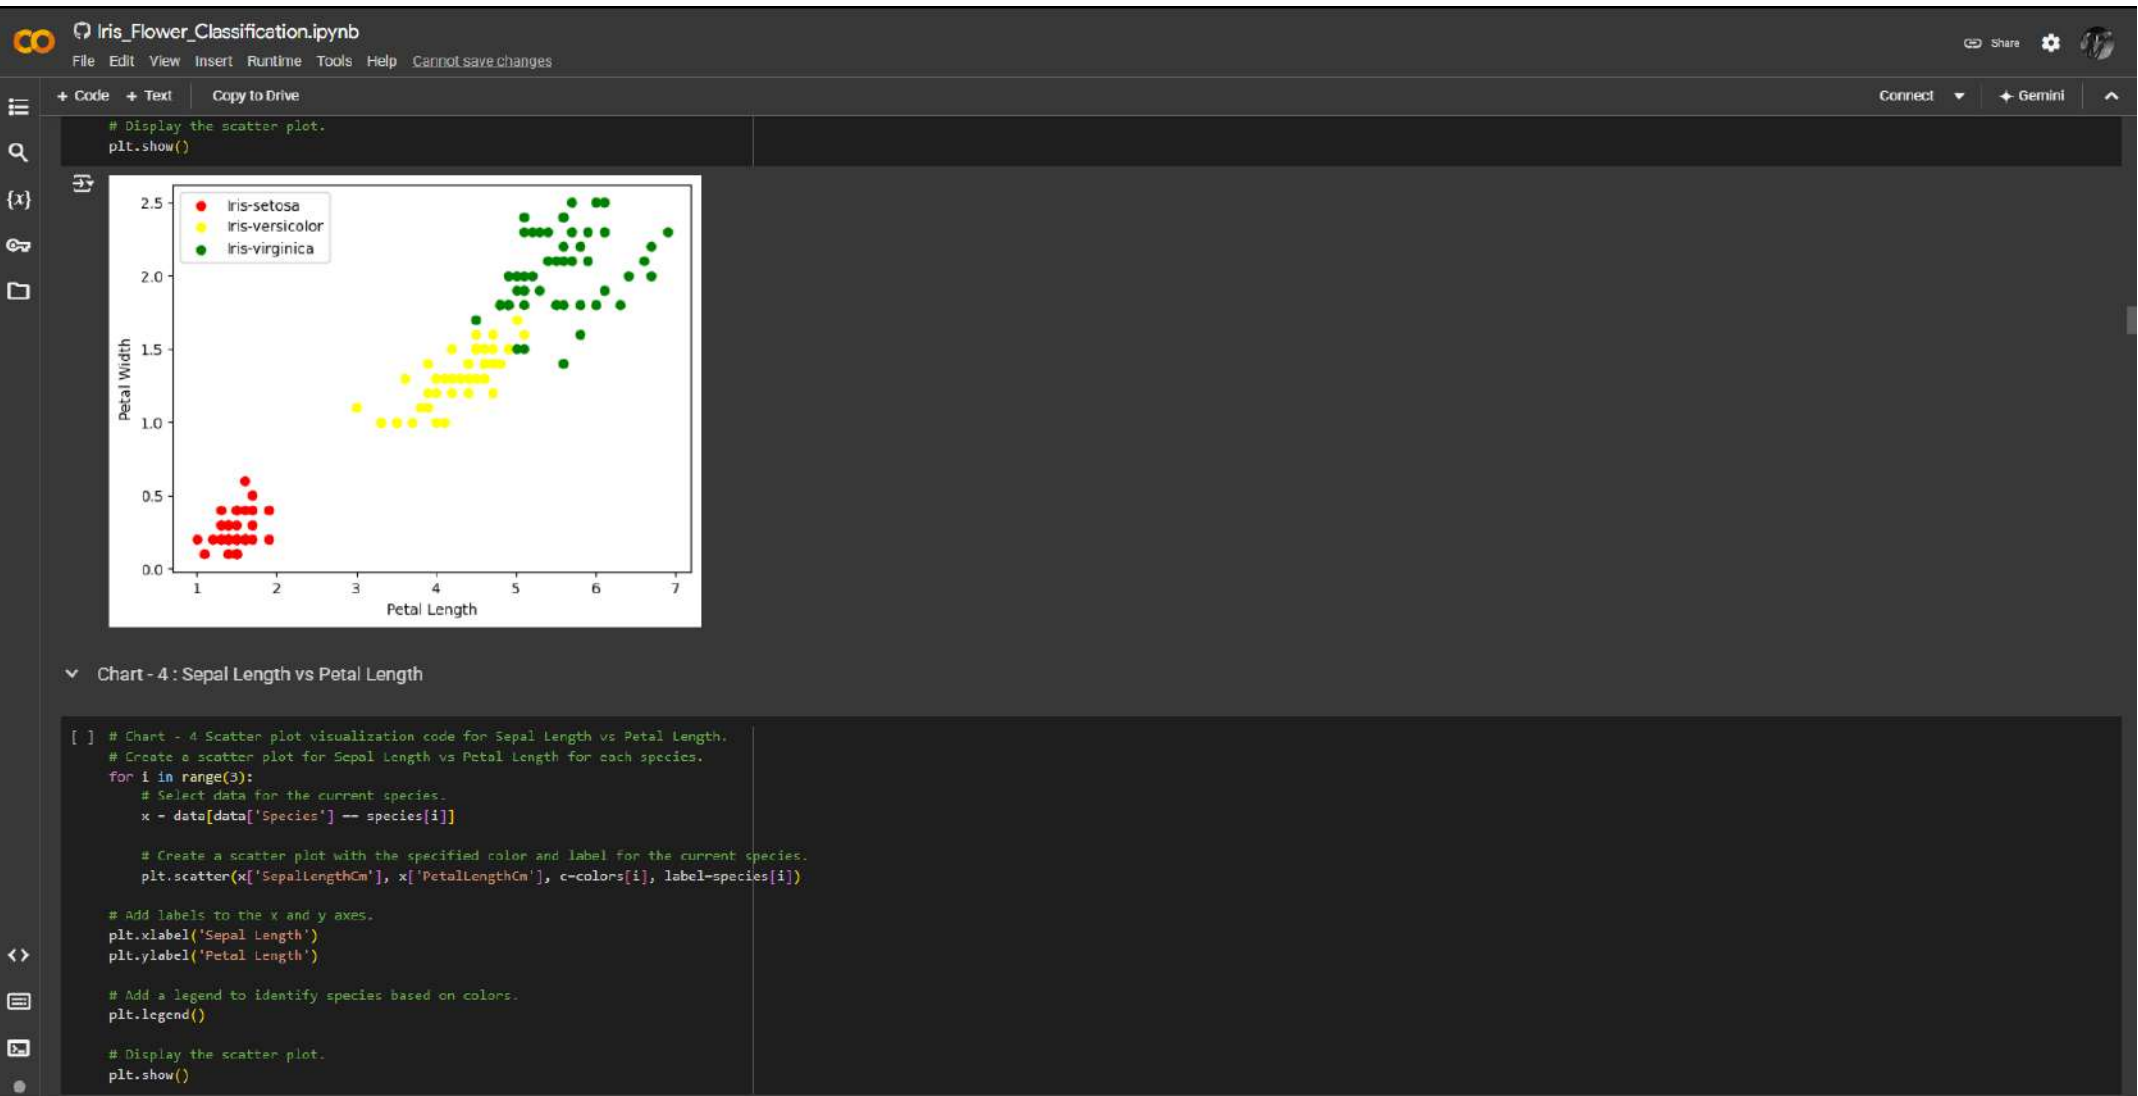 Iris_Flower_Classification.ipynb
File Edit View Insert Runtime Tools Help Cannot save changes
Share
+ Code + Text Copy to Drive
Connect
Gemini
# Display the scatter plot.
plt.show()
{x}
2.5
2.0
1.5
1.0
0.5
0.0
Petal Width
Iris-setosa
Iris-versicolor
Iris-virginica
1 2 3 4 5 6 7
Petal Length
Chart - 4 : Sepal Length vs Petal Length
[ ] # Chart - 4 Scatter plot visualization code for Sepal Length vs Petal Length.
# Create a scatter plot for Sepal Length vs Petal Length for each species.
for i in range(3):
# Select data for the current species.
x = data[data['Species'] == species[i]]
# Create a scatter plot with the specified color and label for the current species.
plt.scatter(x['SepalLengthCm'], x['PetalLengthCm'], c=colors[i], label=species[i])
# Add labels to the x and y axes.
plt.xlabel('Sepal Length')
plt.ylabel('Petal Length')
# Add a legend to identify species based on colors.
plt.legend()
# Display the scatter plot.
plt.show()